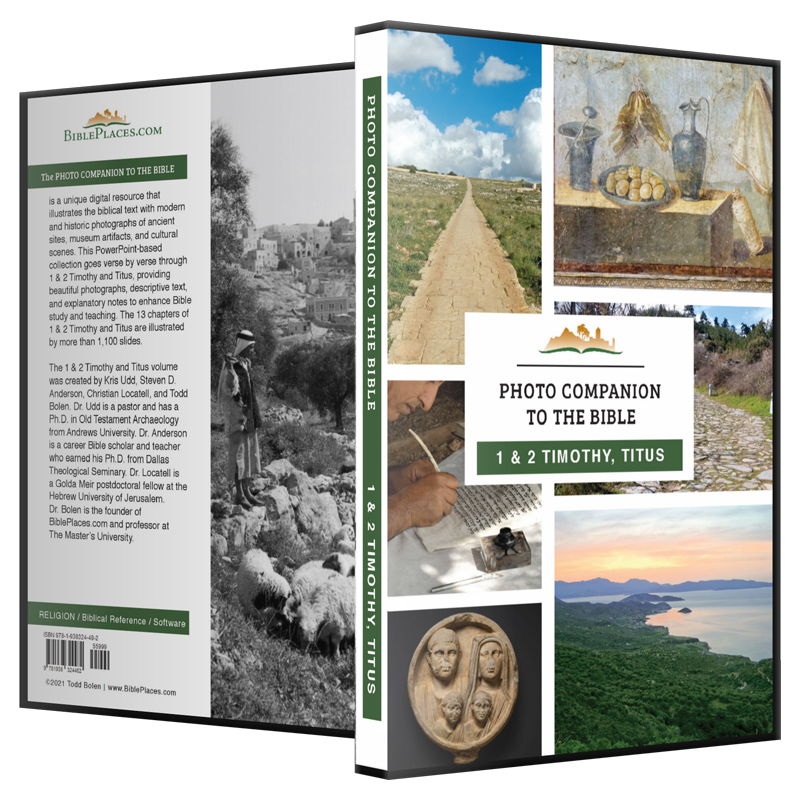 BIBLEPLACES.COM
The PHOTO COMPANION TO THE BIBLE
is a unique digital resource that
illustrates the biblical text with modern
and historic photographs of ancient
sites, museum artifacts, and cultural
scenes. This PowerPoint-based
collection goes verse by verse through
1 & 2 Timothy and Titus, providing
beautiful photographs, descriptive text,
and explanatory notes to enhance Bible
study and teaching. The 13 chapters of
1 & 2 Timothy and Titus are illustrated
by more than 1,100 slides.
The 1 & 2 Timothy and Titus volume
was created by Kris Udd, Steven D.
Anderson, Christian Locatell, and Todd
Bolen. Dr. Udd is a pastor and has a
Ph.D. in Old Testament Archaeology
from Andrews University. Dr. Anderson
is a career Bible scholar and teacher
who earned his Ph.D. from Dallas
Theological Seminary. Dr. Locatell is
a Golda Meir postdoctoral fellow at the
Hebrew University of Jerusalem.
Dr. Bolen is the founder of
BiblePlaces.com and professor at
The Master's University.
RELIGION / Biblical Reference / Software
ISBN 978-1-938324-48-2
55999
9 781938 324482
©2021 Todd Bolen | www.BiblePlaces.com
PHOTO COMPANION TO THE BIBLE 1 & 2 TIMOTHY, TITUS
PHOTO COMPANION
TO THE BIBLE
1 & 2 TIMOTHY, TITUS